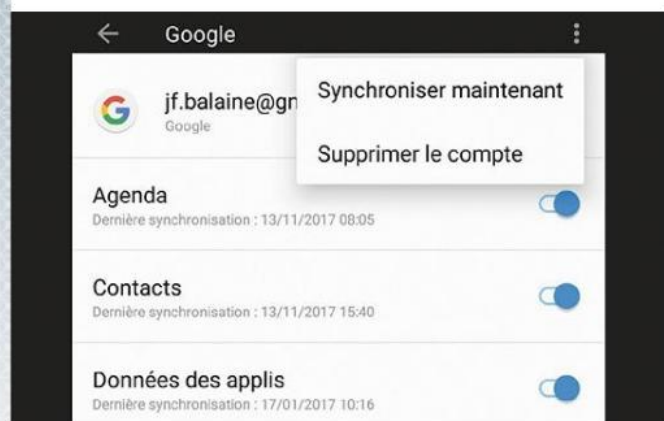 Google
jf.balaine@gn
Google
Synchroniser maintenant
Supprimer le compte
Agenda
Dernière synchronisation : 13/11/2017 08:05
Contacts
Dernière synchronisation : 13/11/2017 15:40
Données des applis
Dernière synchronisation : 17/01/2017 10:16